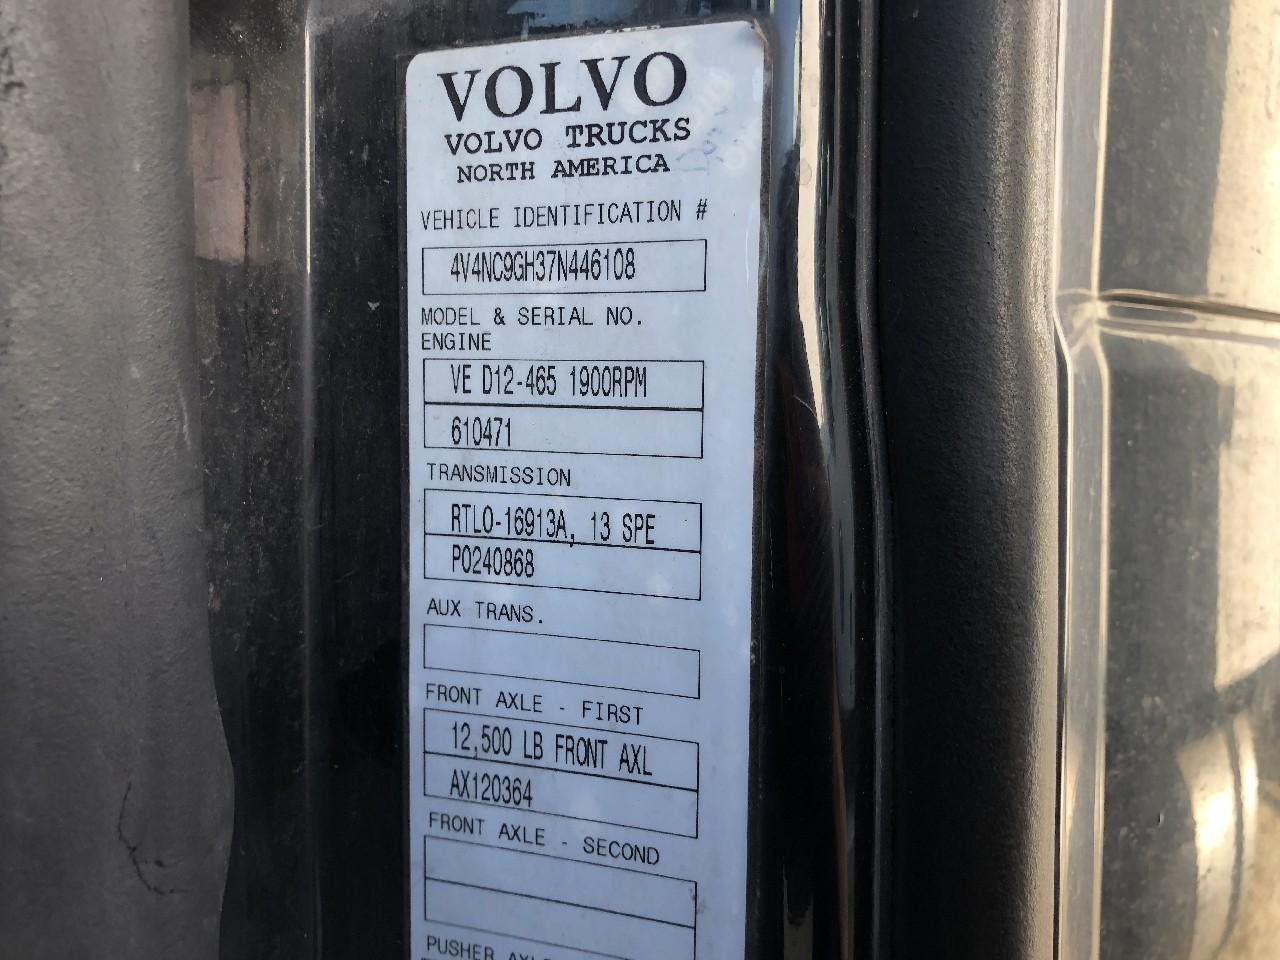 VOLVO
VOLVO TRUCKS
NORTH AMERICA
VEHICLE IDENTIFICATION #
4V4NC9GH37N446108
MODEL & SERIAL NO.
ENGINE
VE D12-465 1900RPM
610471
TRANSMISSION
RTLO-16913A, 13 SPE
P0240868
AUX TRANS.
FRONT AXLE - FIRST
12,500 LB FRONT AXL
AX120364
FRONT AXLE - SECOND
PUSHER